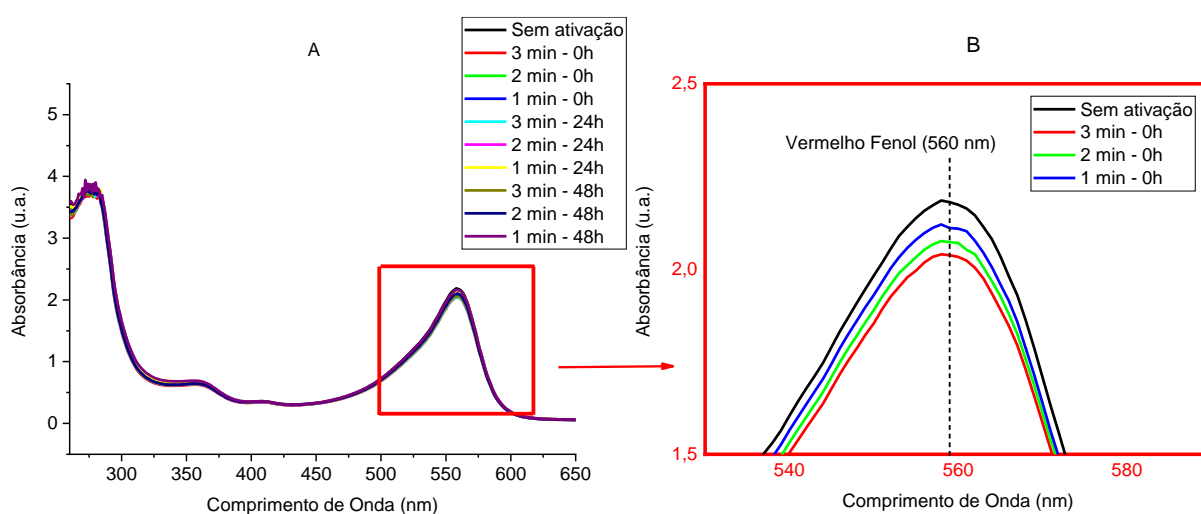 A
Sem ativação
3 min - 0h
2 min - 0h
1 min - 0h
3 min - 24h
2 min - 24h
1 min - 24h
3 min - 48h
2 min - 48h
1 min - 48h
Absorbância (u.a.)
5
4
3
2
1
0
300 350 400 450 500 550 600 650
Comprimento de Onda (nm)
B
Sem ativação
3 min - 0h
2 min - 0h
1 min - 0h
Vermelho Fenol (560 nm)
Absorbância (u.a.)
2,5
2,0
1,5
540 560 580
Comprimento de Onda (nm)